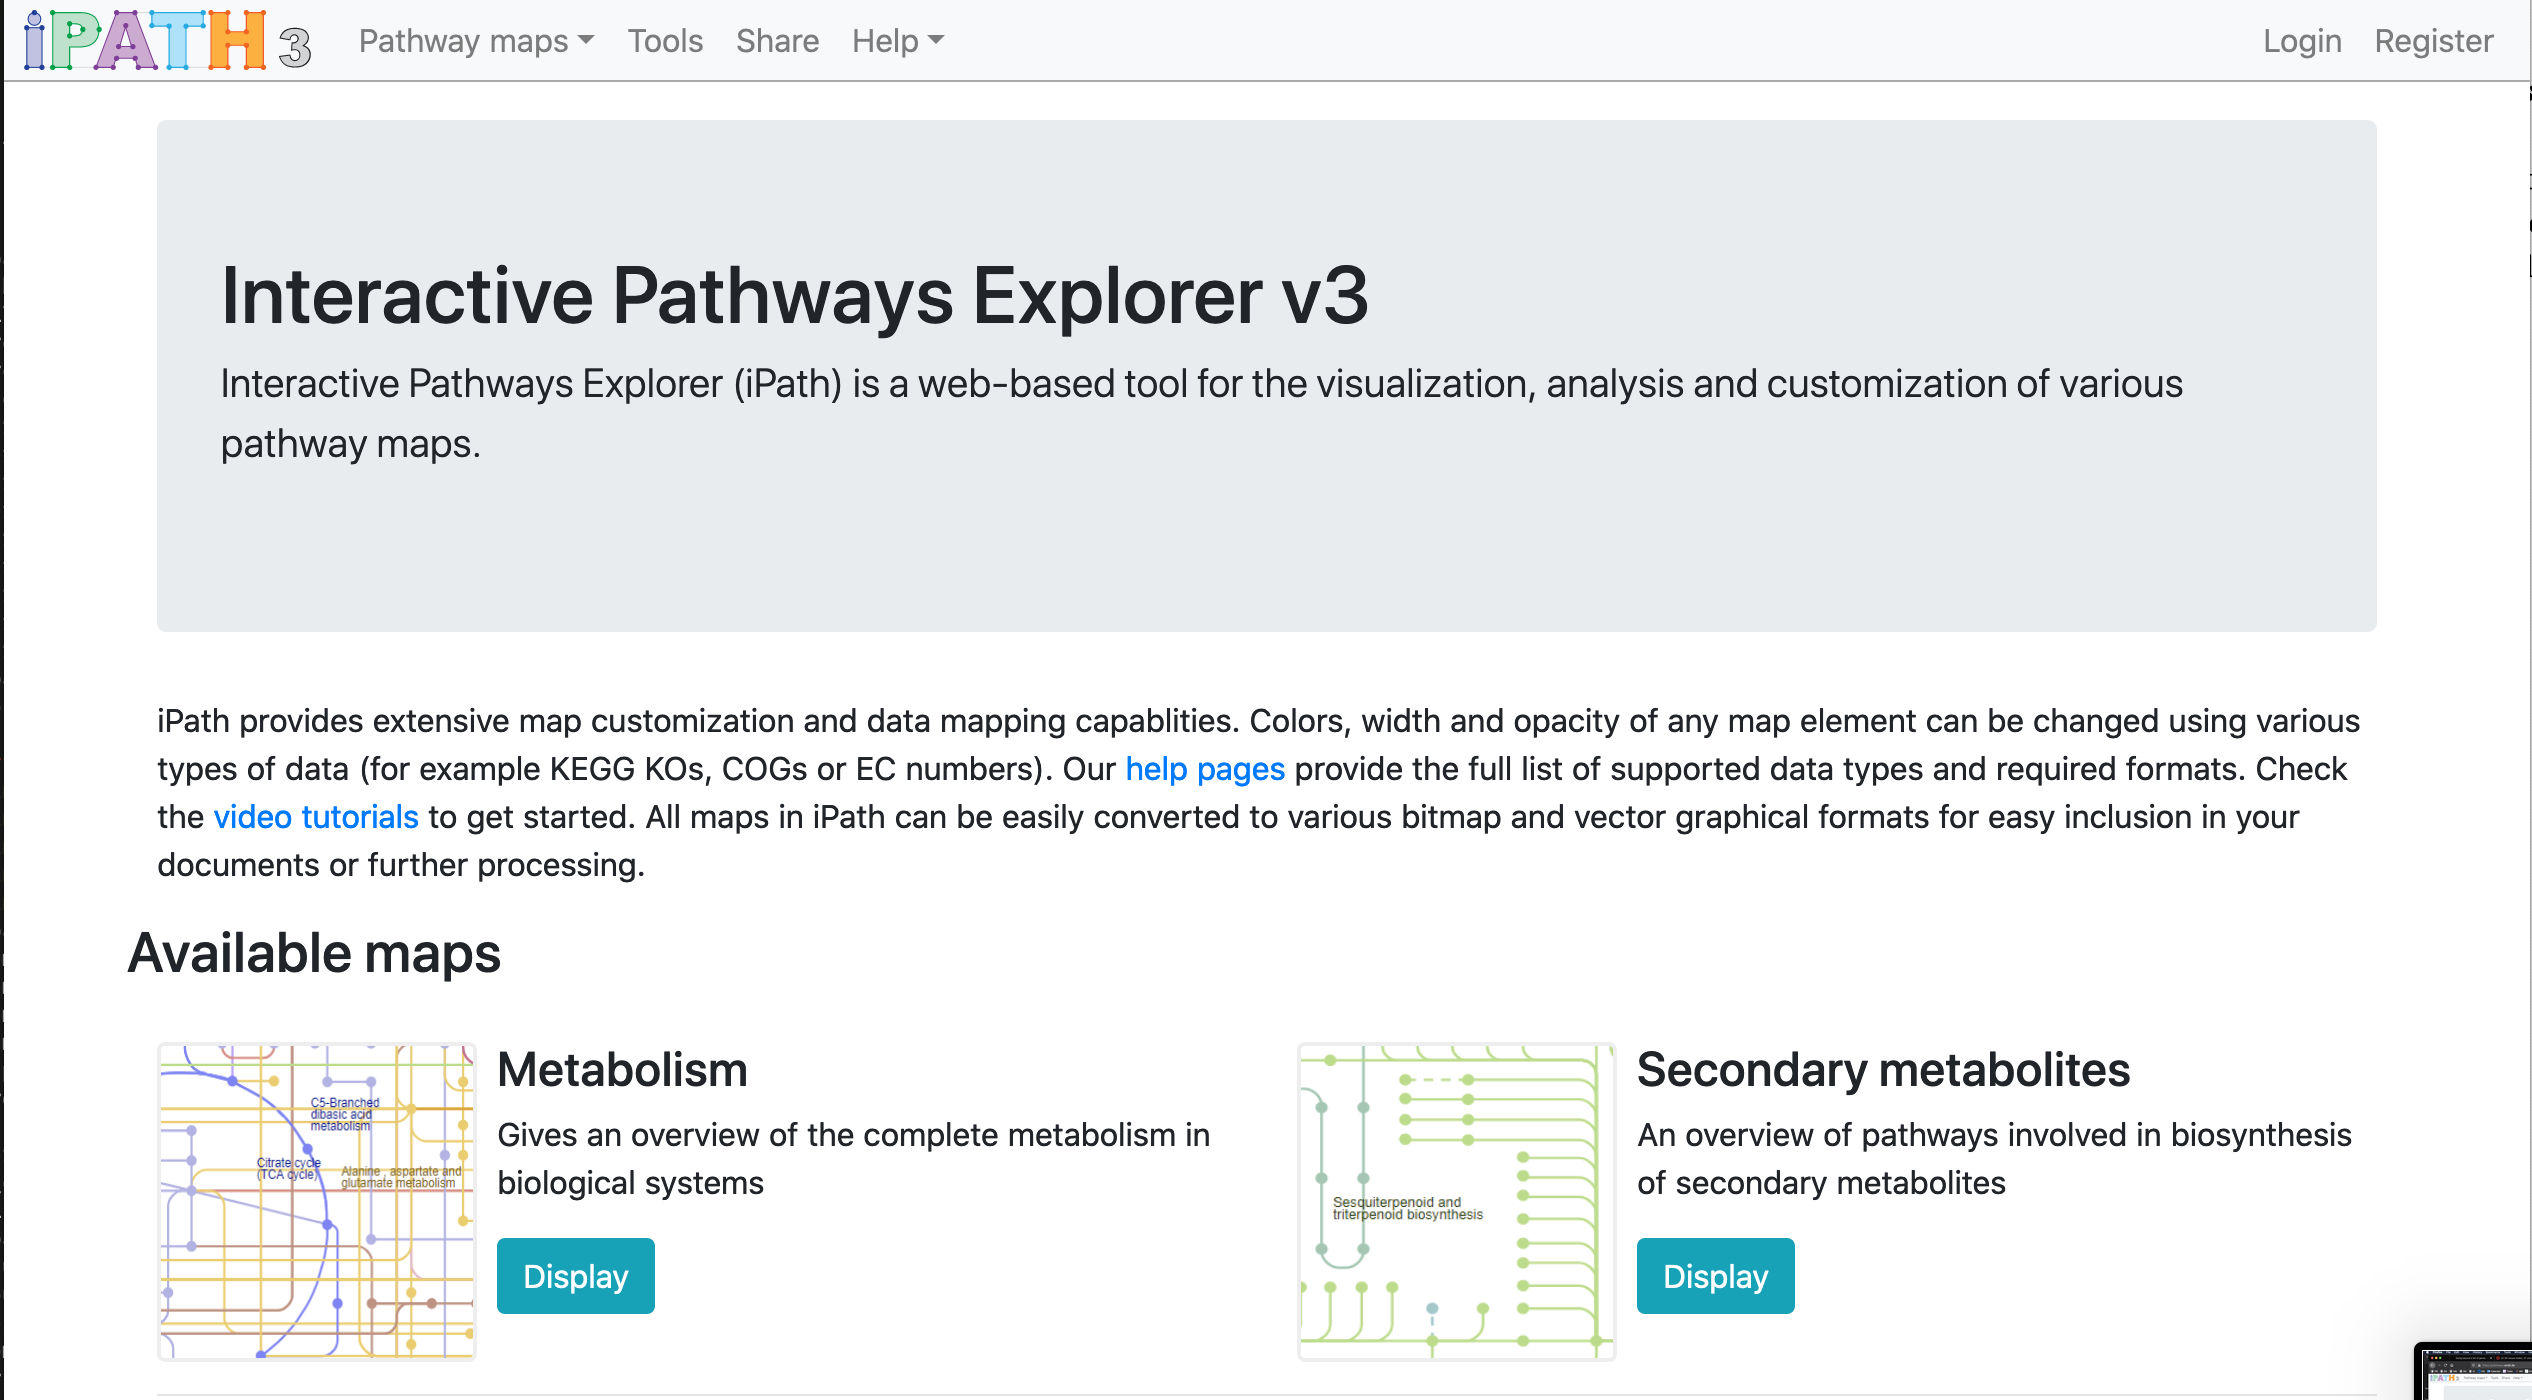 iPATH 3
Pathway maps
Tools
Share
Help
Login
Register
Interactive Pathways Explorer v3
Interactive Pathways Explorer (iPath) is a web-based tool for the visualization, analysis and customization of various
pathway maps.
iPath provides extensive map customization and data mapping capablities. Colors, width and opacity of any map element can be changed using various
types of data (for example KEGG KOs, COGs or EC numbers). Our help pages provide the full list of supported data types and required formats. Check
the video tutorials to get started. All maps in iPath can be easily converted to various bitmap and vector graphical formats for easy inclusion in your
documents or further processing.
Available maps
C5-Branched
dibasic acid
metabolism
Citrate cycle
(TCA cycle)
Alanine , aspartate and
glutamate metabolism
Metabolism
Gives an overview of the complete metabolism in
biological systems
Display
Sesquiterpenoid and
triterpenoid biosynthesis
Secondary metabolites
An overview of pathways involved in biosynthesis
of secondary metabolites
Display